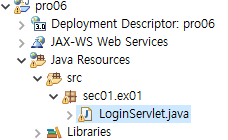 pro06
Deployment Descriptor: pro06
JAX-WS Web Services
Java Resources
src
sec01.ex01
LoginServlet.java
Libraries